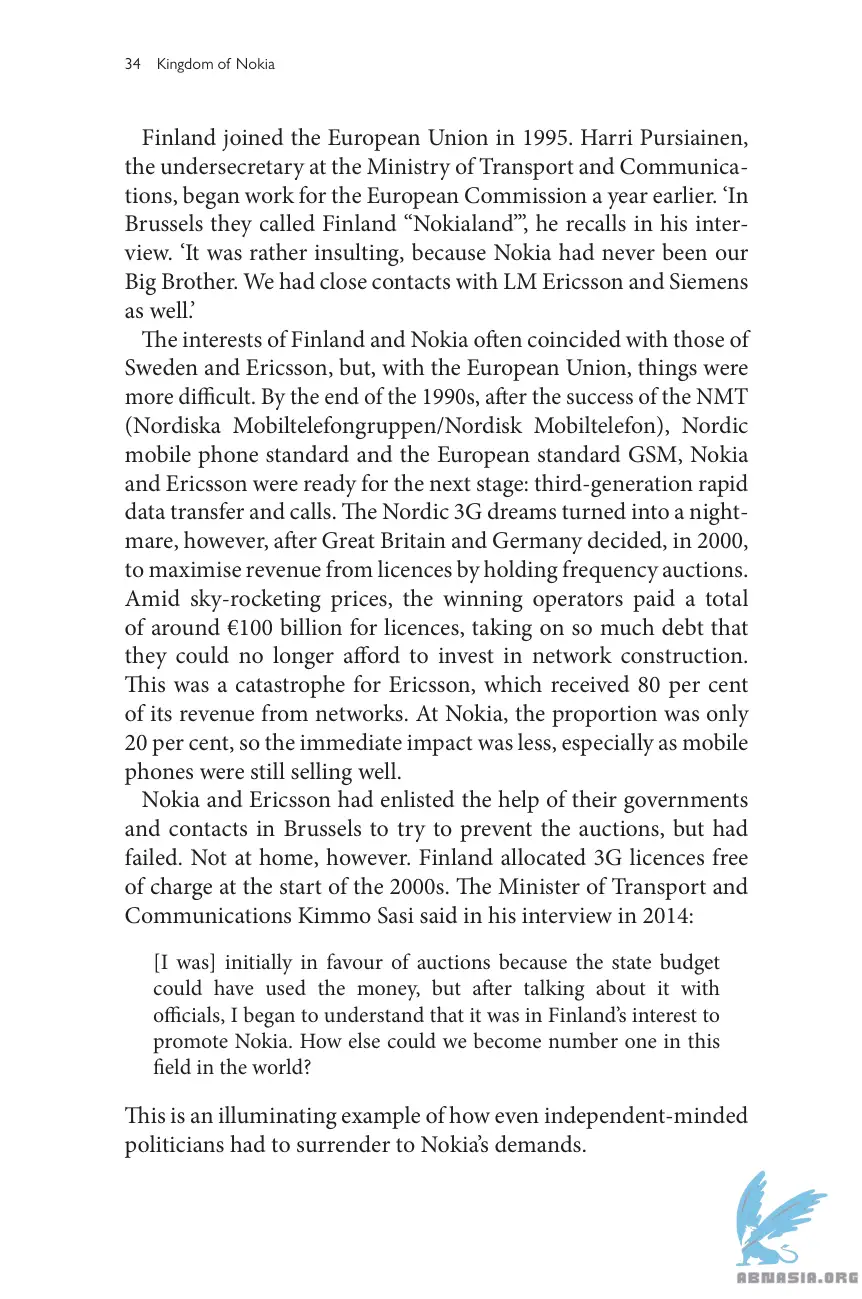 34 Kingdom of Nokia
Finland joined the European Union in 1995. Harri Pursiainen,
the undersecretary at the Ministry of Transport and Communica-
tions, began work for the European Commission a year earlier. ‘In
Brussels they called Finland “Nokialand”’, he recalls in his inter-
view. ‘It was rather insulting, because Nokia had never been our
Big Brother. We had close contacts with LM Ericsson and Siemens
as well.’
The interests of Finland and Nokia often coincided with those of
Sweden and Ericsson, but, with the European Union, things were
more difficult. By the end of the 1990s, after the success of the NMT
(Nordiska Mobiltelefongruppen/Nordisk Mobiltelefon), Nordic
mobile phone standard and the European standard GSM, Nokia
and Ericsson were ready for the next stage: third-generation rapid
data transfer and calls. The Nordic 3G dreams turned into a night-
mare, however, after Great Britain and Germany decided, in 2000,
to maximise revenue from licences by holding frequency auctions.
Amid sky-rocketing prices, the winning operators paid a total
of around €100 billion for licences, taking on so much debt that
they could no longer afford to invest in network construction.
This was a catastrophe for Ericsson, which received 80 per cent
of its revenue from networks. At Nokia, the proportion was only
20 per cent, so the immediate impact was less, especially as mobile
phones were still selling well.
Nokia and Ericsson had enlisted the help of their governments
and contacts in Brussels to try to prevent the auctions, but had
failed. Not at home, however. Finland allocated 3G licences free
of charge at the start of the 2000s. The Minister of Transport and
Communications Kimmo Sasi said in his interview in 2014:
[I was] initially in favour of auctions because the state budget
could have used the money, but after talking about it with
officials, I began to understand that it was in Finland’s interest to
promote Nokia. How else could we become number one in this
field in the world?
This is an illuminating example of how even independent-minded
politicians had to surrender to Nokia’s demands.
ABNASIA.ORG